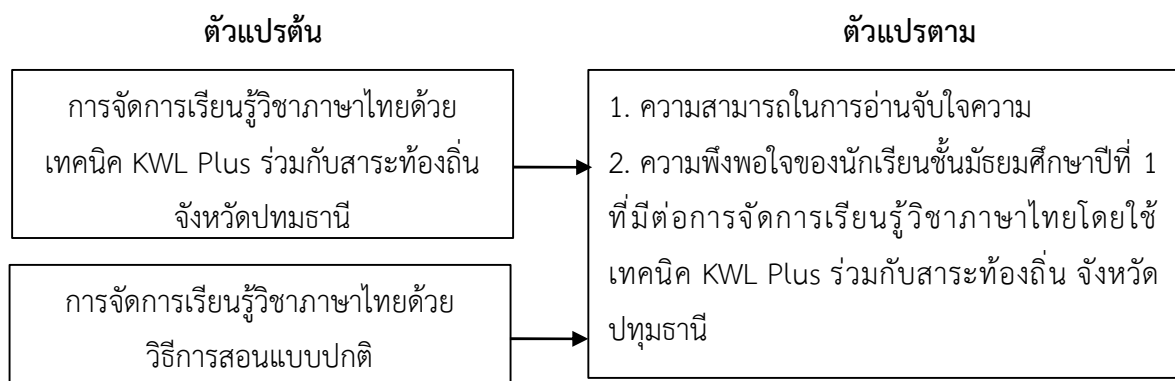 ตัวแปรต้น
ตัวแปรตาม
การจัดการเรียนรู้วิชาภาษาไทยด้วย
เทคนิค KWL Plus ร่วมกับสาระท้องถิ่น
จังหวัดปทมธานี
การจัดการเรียนรู้วิชาภาษาไทยด้วย
วิธีการสอนแบบปกติ
1. ความสามารถในการอ่านจับใจความ
2. ความพึงพอใจของนักเรียนชั้นมัธยมศึกษาปีที่ 1
ที่มีต่อการจัดการเรียนรู้วิชาภาษาไทยโดยใช้
เทคนิค KWL Plus ร่วมกับสาระท้องถิ่น จังหวัด
ปทุมธานี